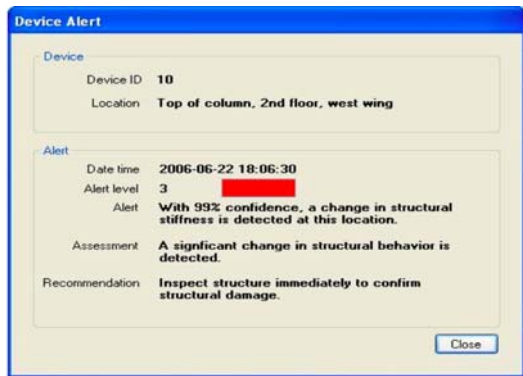 Device Alert
Device
Device ID 10
Location Top of column, 2nd floor, west wing
Alert
Date time 2006-06-22 18:06:30
Alert level 3
Alert With 99% confidence, a change in structural
stiffness is detected at this location.
Assessment A signficant change in structural behavior is
detected.
Recommendation Inspect structure immediately to confirm
structural damage.
Close